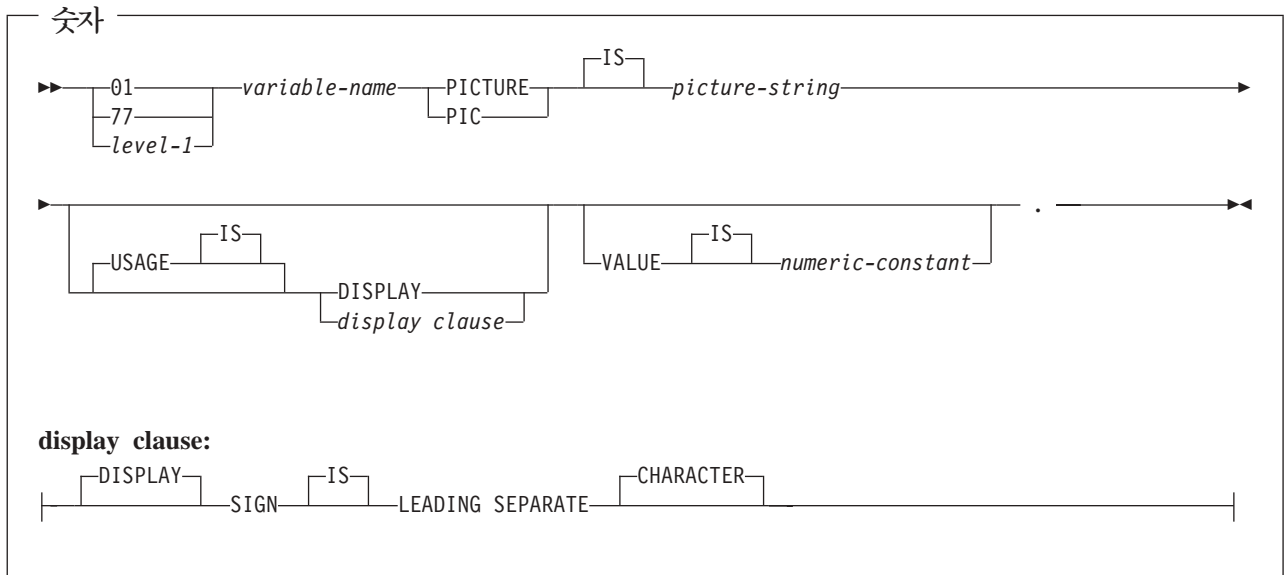 숫자
IS
01 variable-name PICTURE picture-string
77 PIC
level-1
.
IS IS
USAGE VALUE numeric-constant
DISPLAY
display clause
display clause:
DISPLAY IS CHARACTER
SIGN LEADING SEPARATE